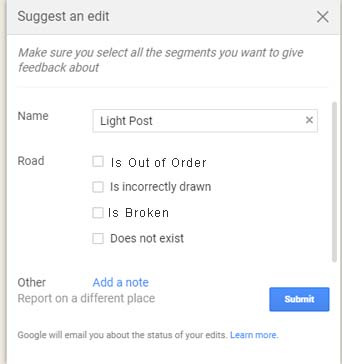 Suggest an edit
Make sure you select all the segments you want to give
feedback about
Name
Light Post
Road
Is Out of Order
Is incorrectly drawn
Is Broken
Does not exist
Other
Add a note
Report on a different place
Submit
Google will email you about the status of your edits. Learn more.